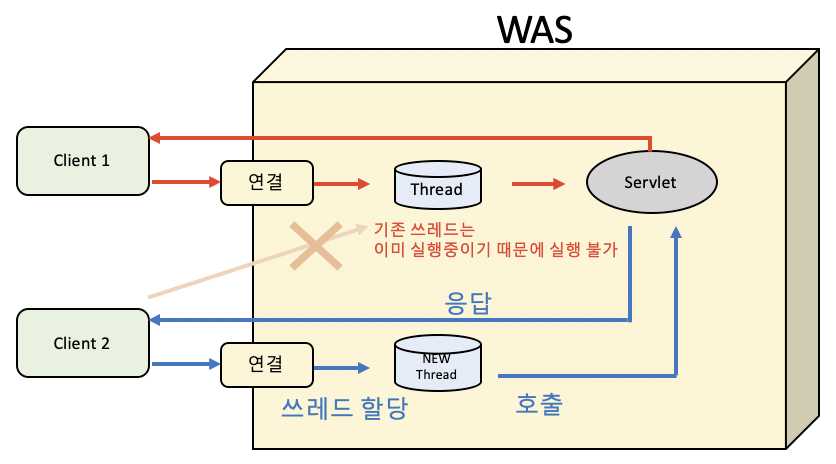 WAS
Client 1
연결
Thread
Servlet
기존 쓰레드는
이미 실행중이기 때문에 실행 불가
응답
Client 2
연결
NEW
Thread
쓰레드 할당
호출